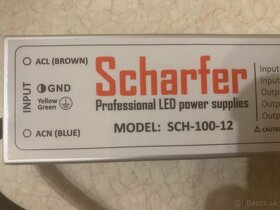 ACL (BROWN)
INPUT
GND
Yellow
Green
ACN (BLUE)
Scharfer
Professional LED power supplies
MODEL: SCH-100-12
Input
Input
Outp
Outp
Outp
CAUTION
Bazos.sk